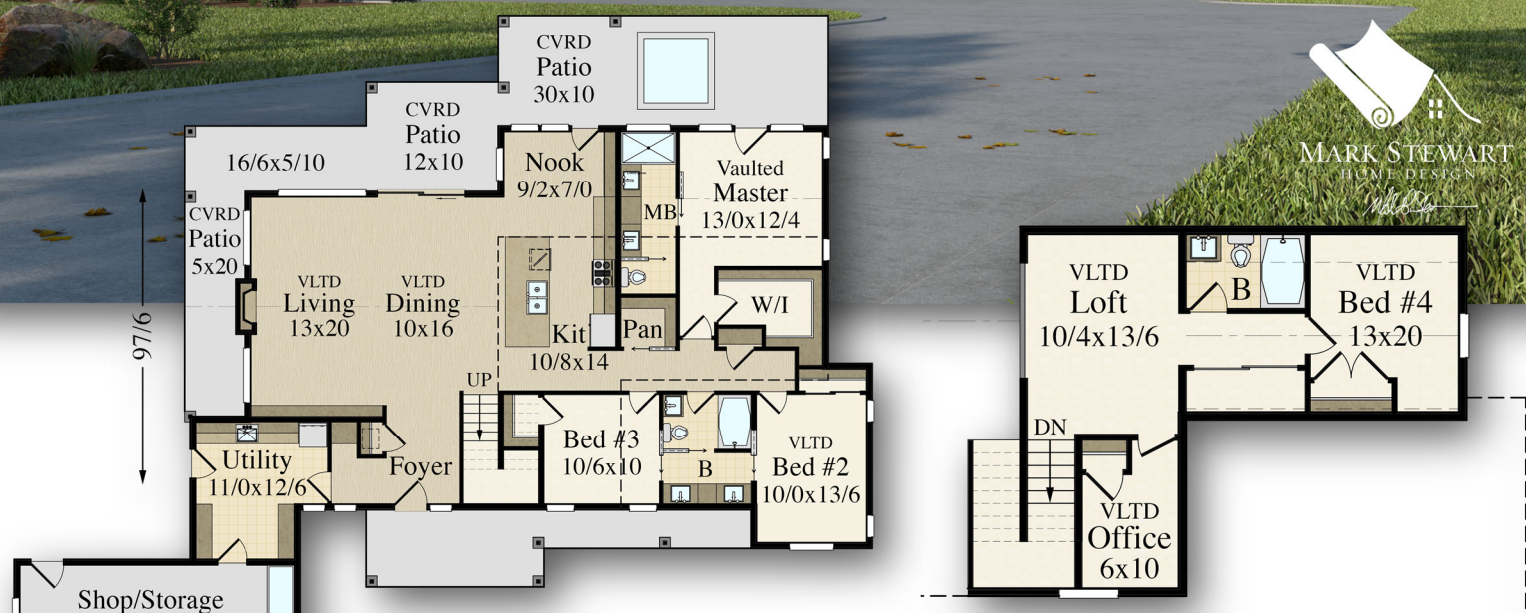 CVRD
Patio
30x10
CVRD
Patio
12x10
16/6x5/10
CVRD
Patio
5x20
97/6
Nook
9/2x7/0
MB
Vaulted
Master
13/0x12/4
W/I
Pan
VLTD
Living
13x20
VLTD
Dining
10x16
Kit
10/8x14
UP
Utility
11/0x12/6
Foyer
Bed #3
10/6x10
B
VLTD
Bed #2
10/0x13/6
Shop/Storage
MARK STEWART
HOME DESIGN
VLTD
Loft
10/4x13/6
B
VLTD
Bed #4
13x20
DN
VLTD
Office
6x10